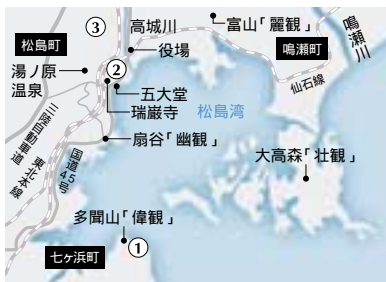 ③
高城川
富山「麗観」
鳴瀬川
松島町
役場
鳴瀬町
湯ノ原
温泉
②
五大堂
瑞巌寺
仙石線
松島湾
三陸自動車道
東北本線
国道45号
扇谷「幽観」
大高森「壮観」
多聞山「偉観」
①
七ヶ浜町